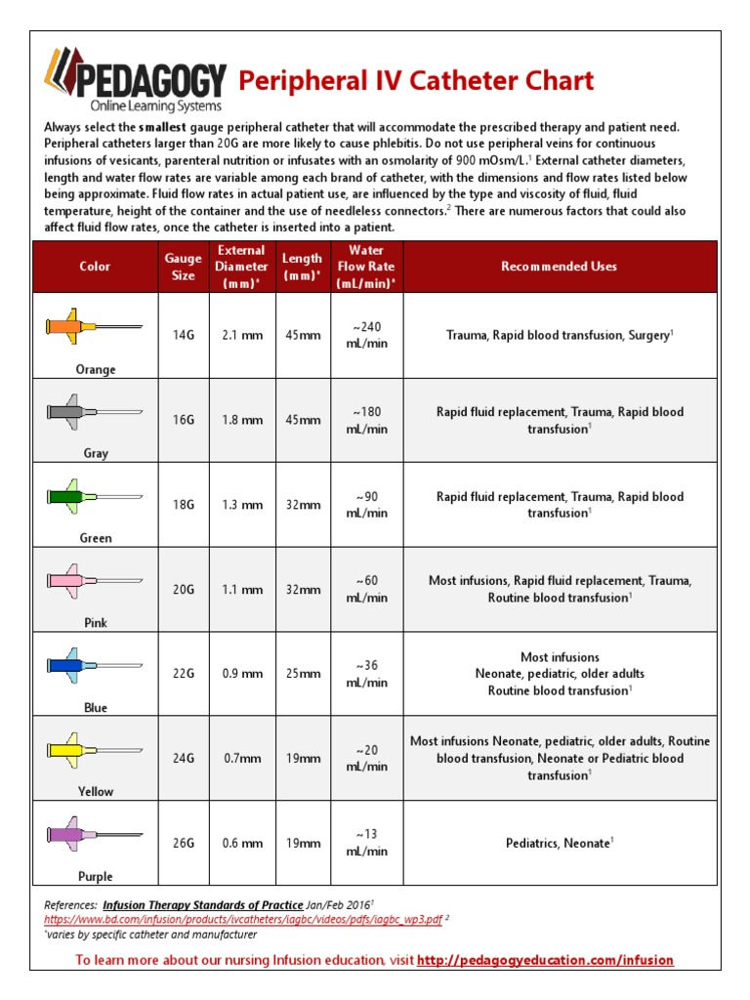 PEDAGOGY
Online Learning Systems
Peripheral IV Catheter Chart
Always select the smallest gauge peripheral catheter that will accommodate the prescribed therapy and patient need.
Peripheral catheters larger than 20G are more likely to cause phlebitis. Do not use peripheral veins for continuous
infusions of vesicants, parenteral nutrition or infusates with an osmolarity of 900 mOsm/L.¹ External catheter diameters,
length and water flow rates are variable among each brand of catheter, with the dimensions and flow rates listed below
being approximate. Fluid flow rates in actual patient use, are influenced by the type and viscosity of fluid, fluid
temperature, height of the container and the use of needleless connectors.² There are numerous factors that could also
affect fluid flow rates, once the catheter is inserted into a patient.
Color
Gauge
Size
External
Diameter
(mm)*
Length
(mm)*
Water
Flow Rate
(mL/min)*
Recommended Uses
Orange
14G
2.1 mm
45mm
~240
mL/min
Trauma, Rapid blood transfusion, Surgery¹
Gray
16G
1.8 mm
45mm
~180
mL/min
Rapid fluid replacement, Trauma, Rapid blood
transfusion¹
Green
18G
1.3 mm
32mm
~90
mL/min
Rapid fluid replacement, Trauma, Rapid blood
transfusion¹
Pink
20G
1.1 mm
32mm
~60
mL/min
Most infusions, Rapid fluid replacement, Trauma,
Routine blood transfusion¹
Blue
22G
0.9 mm
25mm
~36
mL/min
Most infusions
Neonate, pediatric, older adults
Routine blood transfusion¹
Yellow
24G
0.7mm
19mm
~20
mL/min
Most infusions Neonate, pediatric, older adults, Routine
blood transfusion, Neonate or Pediatric blood
transfusion¹
Purple
26G
0.6 mm
19mm
~13
mL/min
Pediatrics, Neonate¹
References: Infusion Therapy Standards of Practice Jan/Feb 2016¹
https://www.bd.com/infusion/products/ivcatheters/iagbc/videos/pdfs/iagbc_wp3.pdf ²
*varies by specific catheter and manufacturer
To learn more about our nursing Infusion education, visit http://pedagogyeducation.com/infusion